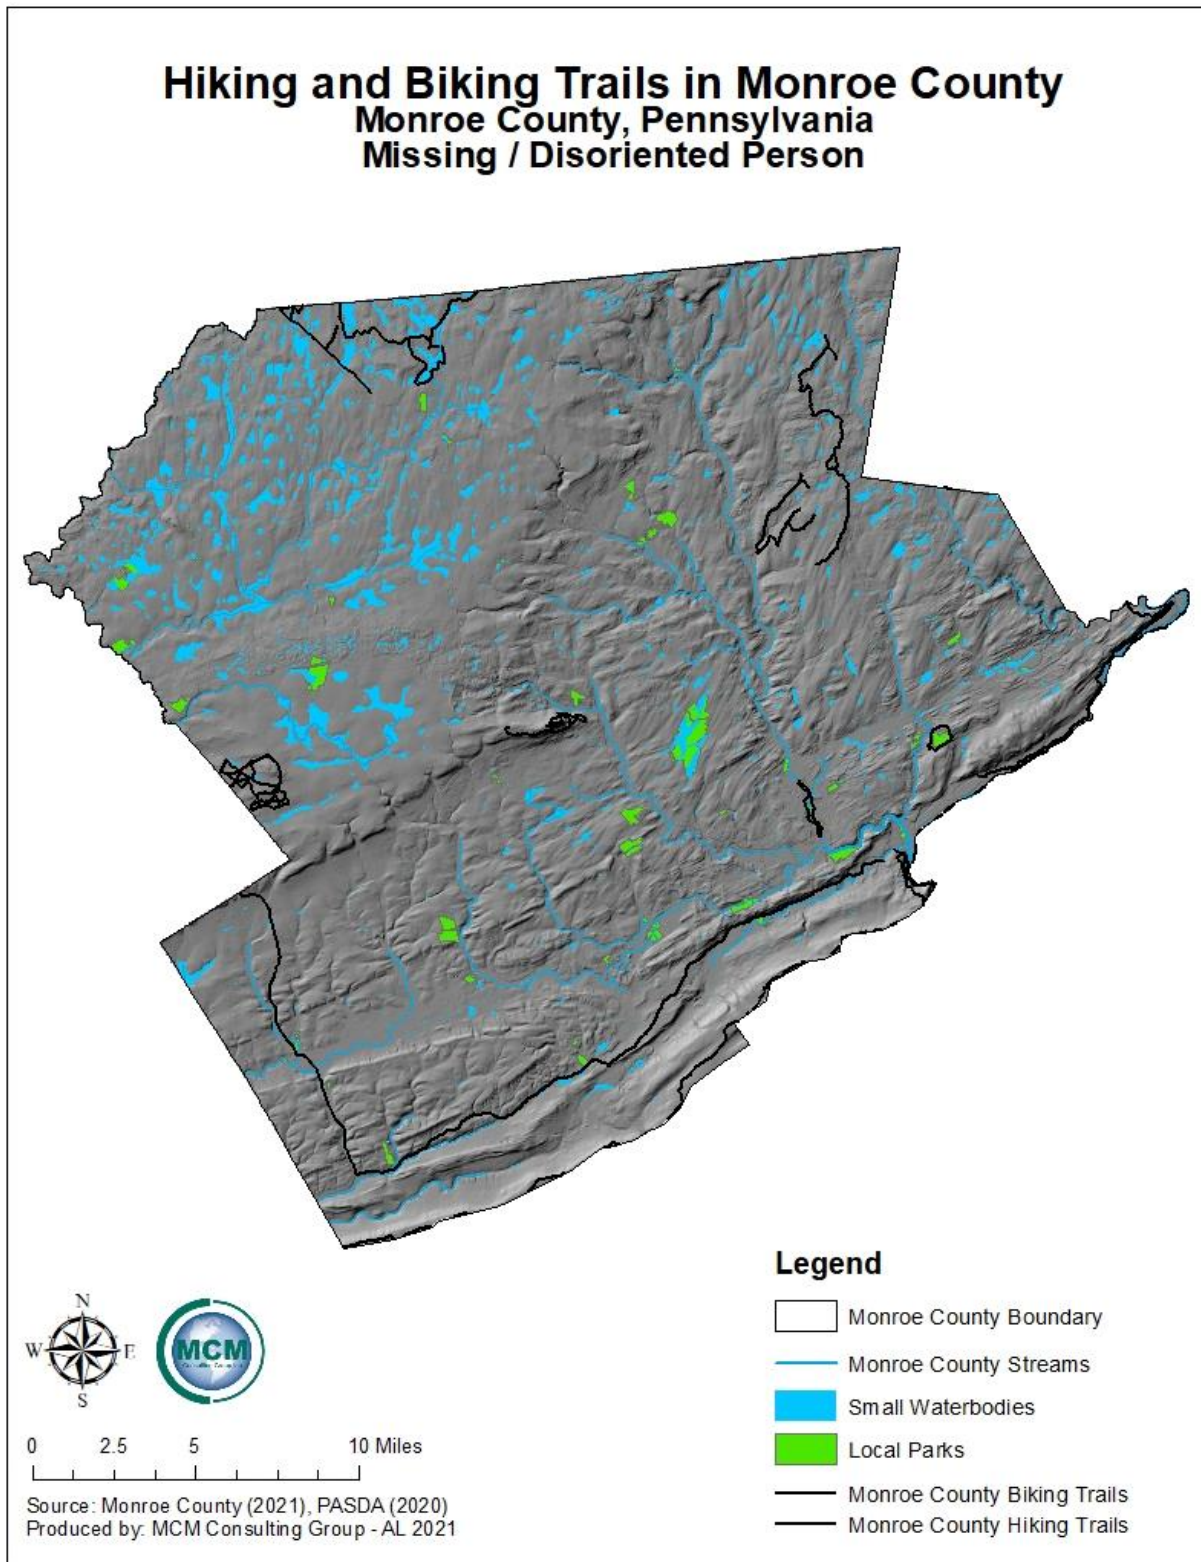 Hiking and Biking Trails in Monroe County
Monroe County, Pennsylvania
Missing / Disoriented Person
Legend
Monroe County Boundary
Monroe County Streams
Small Waterbodies
Local Parks
Monroe County Biking Trails
Monroe County Hiking Trails
N
W E
S
MCM
0 2.5 5 10 Miles
Source: Monroe County (2021), PASDA (2020)
Produced by: MCM Consulting Group - AL 2021